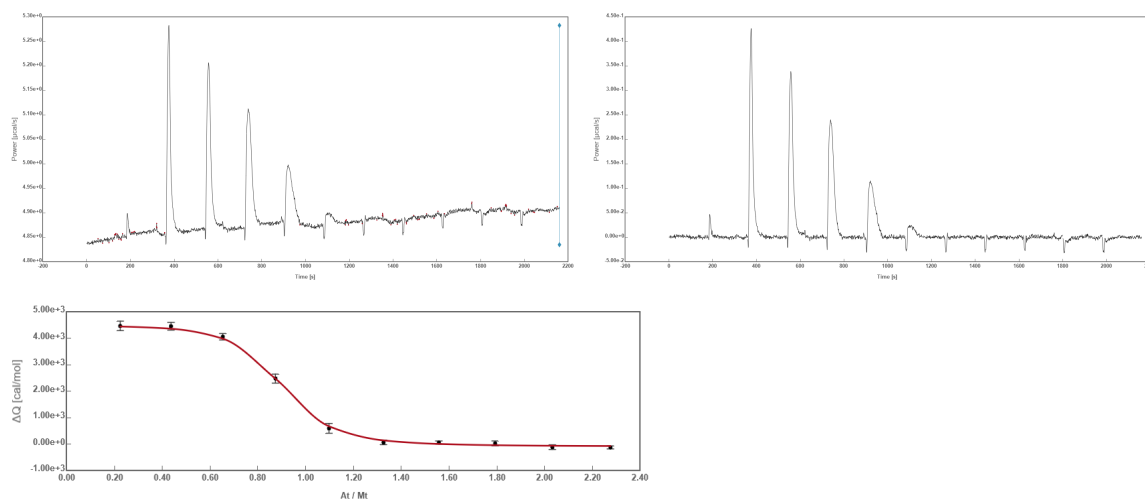 5.30e+0
5.25e+0
5.20e+0
5.15e+0
5.10e+0
5.05e+0
5.00e+0
4.95e+0
4.90e+0
4.85e+0
4.80e+0
Power [µcal/s]
-200 0 200 400 600 800 1000 1200 1400 1600 1800 2000 2200
Time [s]
4.50e-1
4.00e-1
3.50e-1
3.00e-1
2.50e-1
2.00e-1
1.50e-1
1.00e-1
5.00e-2
0.00e+0
-5.00e-2
Power [µcal/s]
-200 0 200 400 600 800 1000 1200 1400 1600 1800 2000
Time [s]
5.00e+3
4.00e+3
3.00e+3
2.00e+3
1.00e+3
0.00e+3
-1.00e+3
ΔQ [cal/mol]
0.00 0.20 0.40 0.60 0.80 1.00 1.20 1.40 1.60 1.80 2.00 2.20 2.40
At / Mt